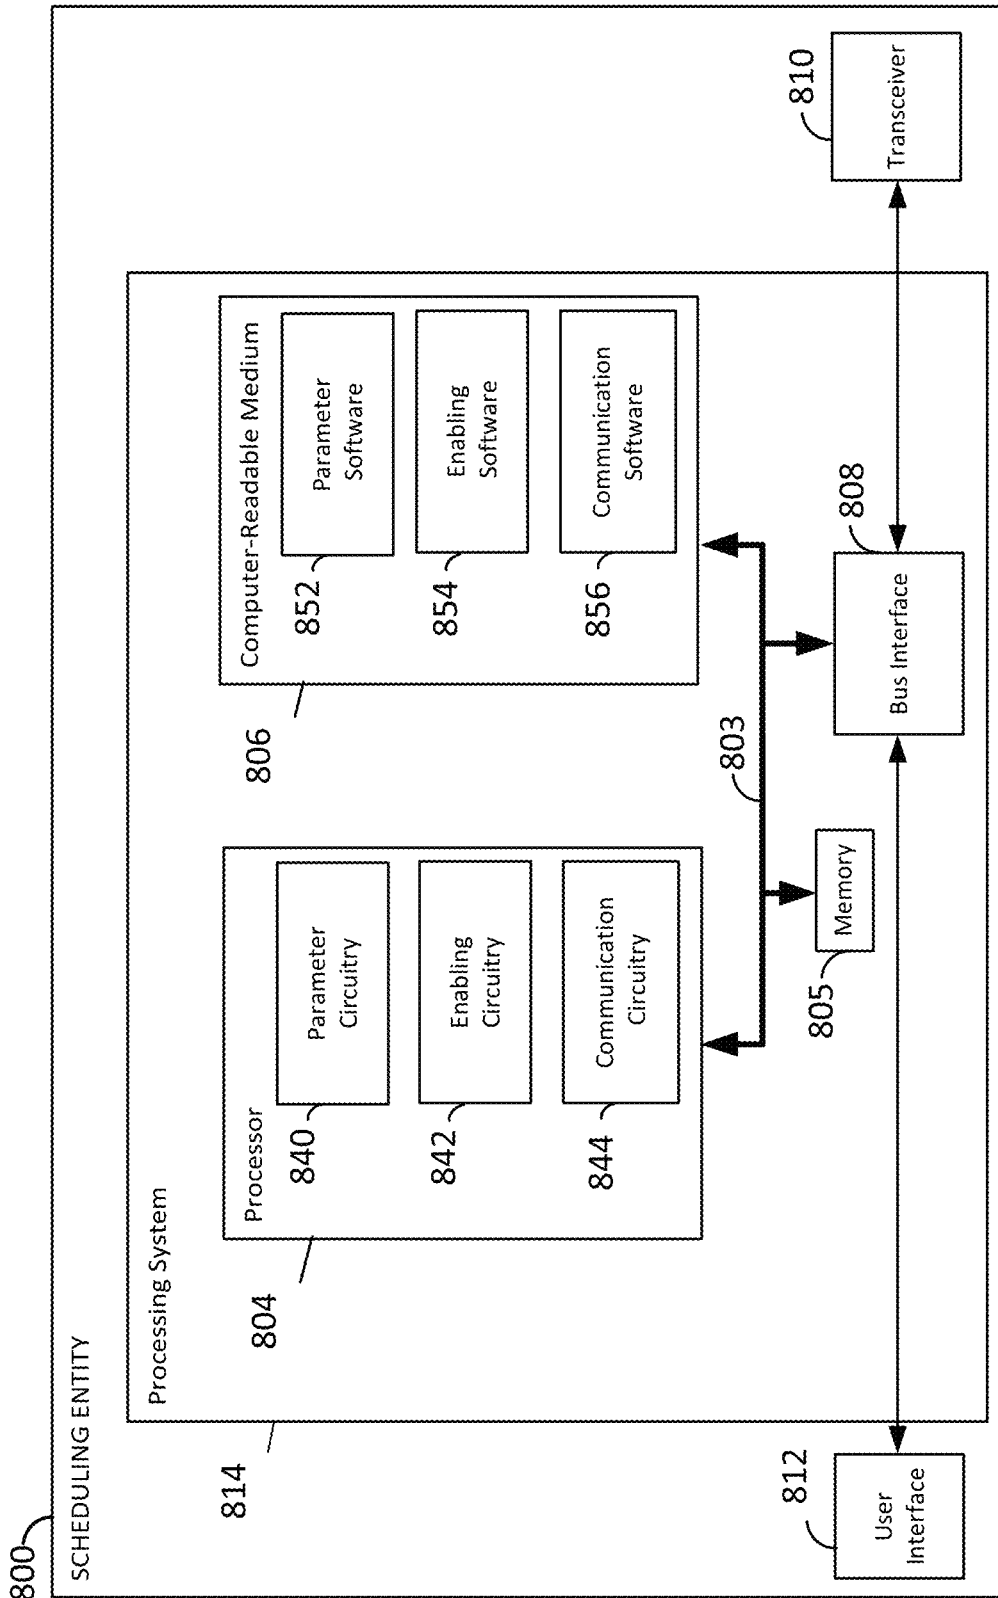 800
SCHEDULING ENTITY
814
Processing System
804
Processor
840
Parameter
Circuitry
842
Enabling
Circuitry
844
Communication
Circuitry
806
Computer-Readable Medium
852
Parameter
Software
854
Enabling
Software
856
Communication
Software
803
805
Memory
812
User
Interface
808
Bus Interface
810
Transceiver